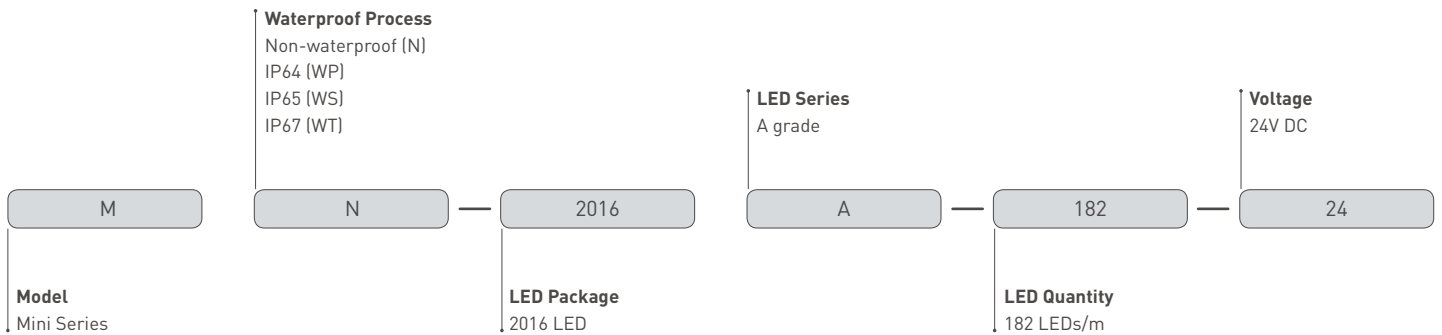 Waterproof Process
Non-waterproof (N)
IP64 (WP)
IP65 (WS)
IP67 (WT)
LED Series
A grade
Voltage
24V DC
M N — 2016 A — 182 — 24
Model
Mini Series
LED Package
2016 LED
LED Quantity
182 LEDs/m